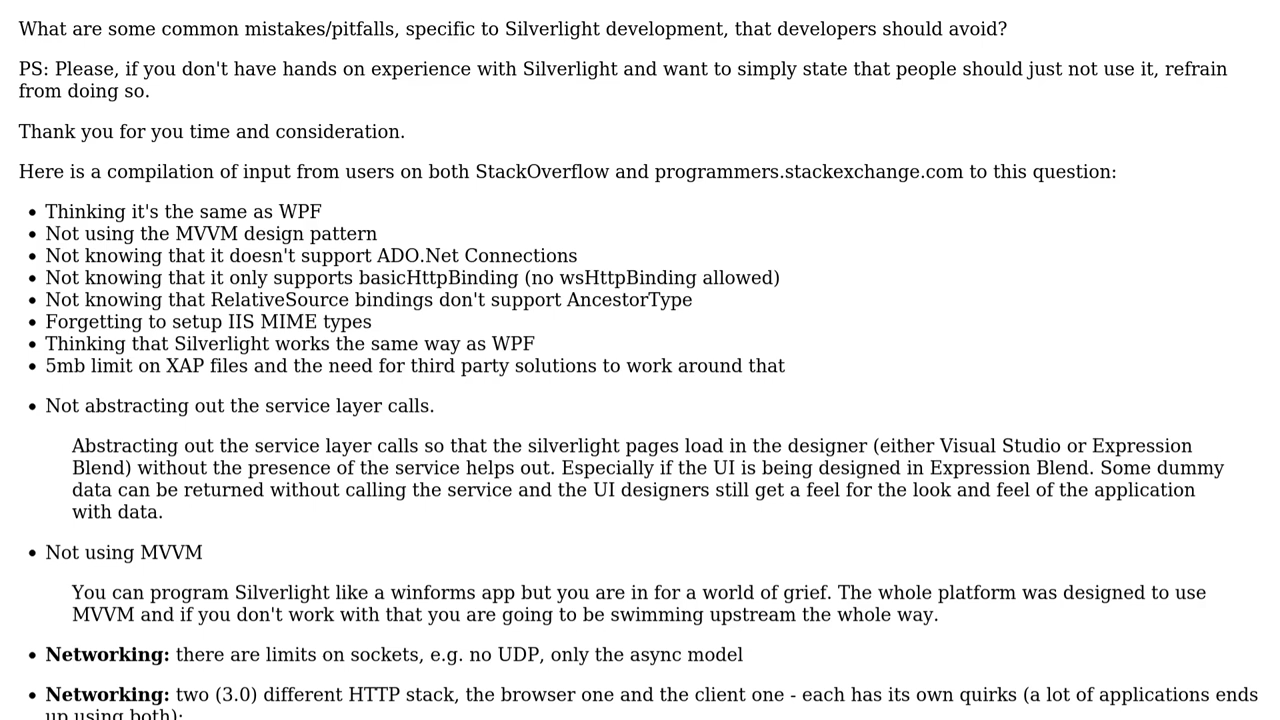 What are some common mistakes/pitfalls, specific to Silverlight development, that developers should avoid?
PS: Please, if you don't have hands on experience with Silverlight and want to simply state that people should just not use it, refrain
from doing so.
Thank you for you time and consideration.
Here is a compilation of input from users on both StackOverflow and programmers.stackexchange.com to this question:
• Thinking it's the same as WPF
• Not using the MVVM design pattern
• Not knowing that it doesn't support ADO.Net Connections
• Not knowing that it only supports basicHttpBinding (no wsHttpBinding allowed)
• Not knowing that RelativeSource bindings don't support AncestorType
• Forgetting to setup IIS MIME types
• Thinking that Silverlight works the same way as WPF
• 5mb limit on XAP files and the need for third party solutions to work around that
• Not abstracting out the service layer calls.
Abstracting out the service layer calls so that the silverlight pages load in the designer (either Visual Studio or Expression
Blend) without the presence of the service helps out. Especially if the UI is being designed in Expression Blend. Some dummy
data can be returned without calling the service and the UI designers still get a feel for the look and feel of the application
with data.
• Not using MVVM
You can program Silverlight like a winforms app but you are in for a world of grief. The whole platform was designed to use
MVVM and if you don't work with that you are going to be swimming upstream the whole way.
• Networking: there are limits on sockets, e.g. no UDP, only the async model
• Networking: two (3.0) different HTTP stack, the browser one and the client one - each has its own quirks (a lot of applications ends
up using both):